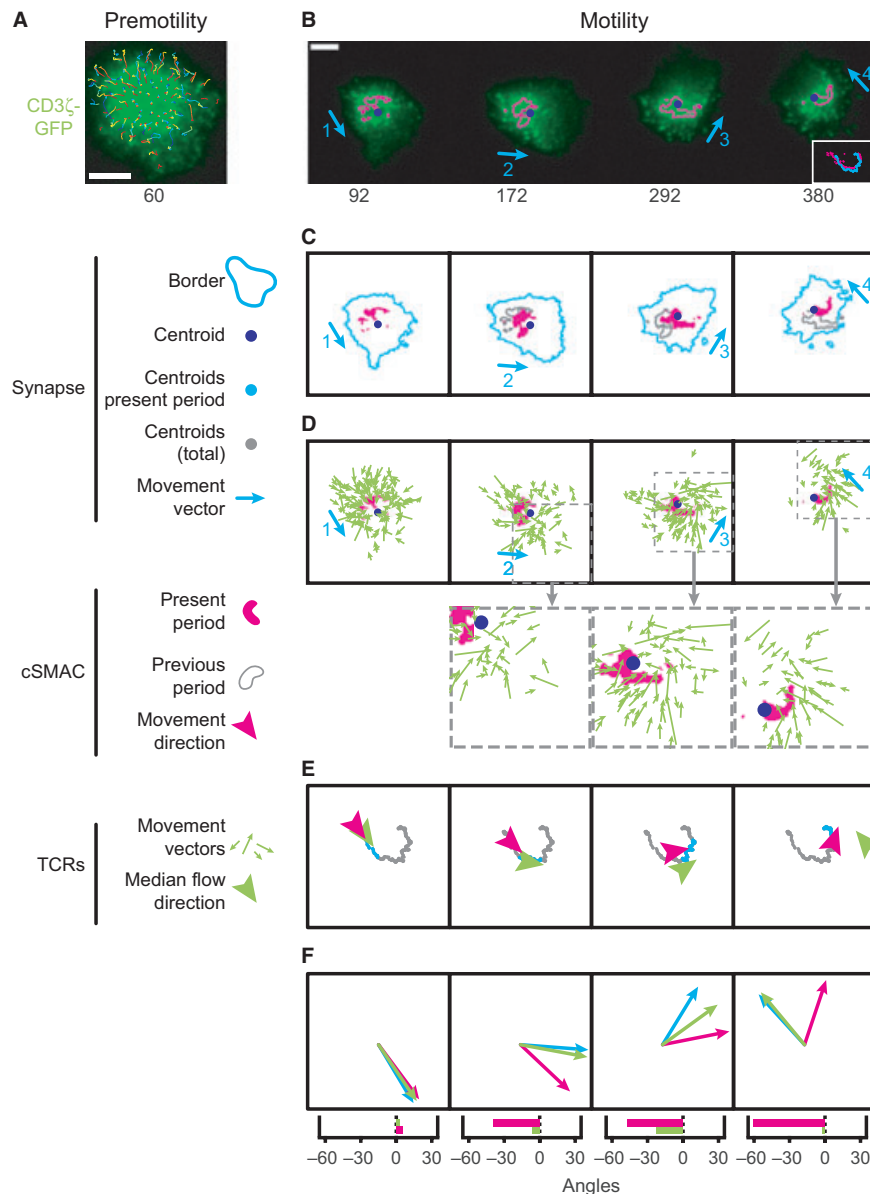 A Premotility
B Motility
CD3ζ-
GFP
1
2
3
4
60
92
172
292
380
C
1
2
3
4
Border
Centroid
Synapse
Centroids
present period
Centroids
(total)
Movement
vector
D
1
2
3
4
cSMAC
Present
period
Previous
period
Movement
direction
E
TCRs
Movement
vectors
Median flow
direction
F
–60 –30 0 30
–60 –30 0 30
–60 –30 0 30
–60 –30 0 30
Angles